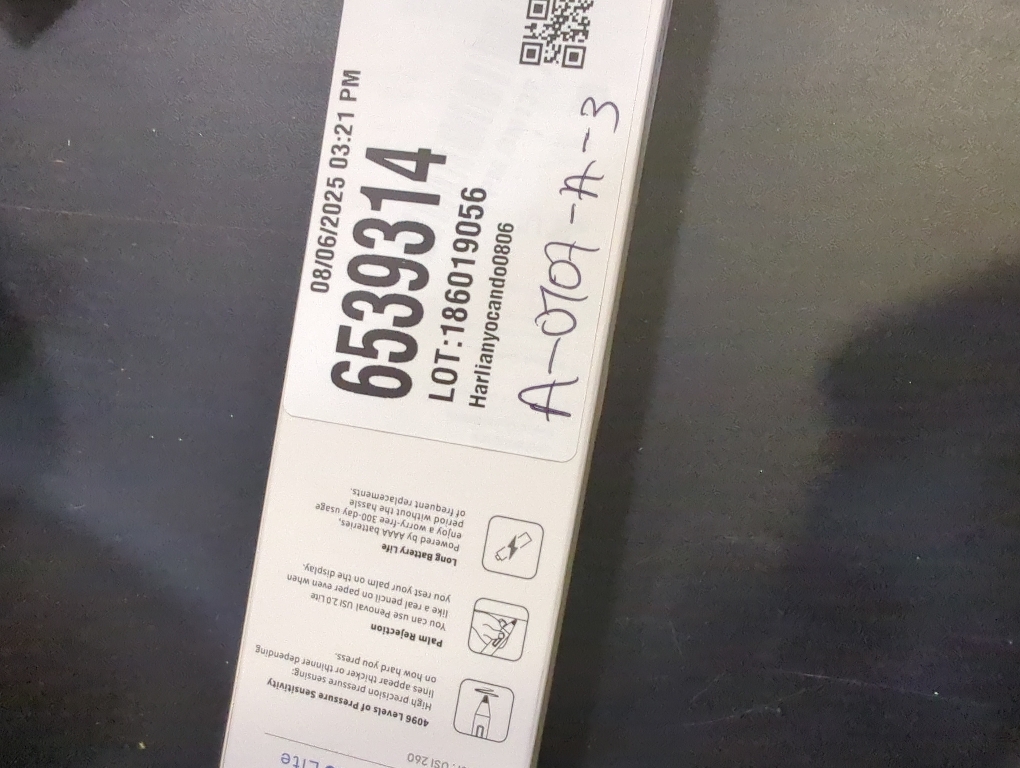 08/06/2025 03:21 PM
6539314
LOT:186019056
Harlianyocando0806
A-0707-A-3
Lite
USI 260
4096 Levels of Pressure Sensitivity
High precision pressure sensing:
lines appear thicker or thinner depending
on how hard you press.
Palm Rejection
You can use Penoval USI 2.0 Lite
like a real pencil on paper even when
you rest your palm on the display.
Long Battery Life
Powered by AAAA batteries,
enjoy a worry-free 300-day usage
period without the hassle
of frequent replacements.